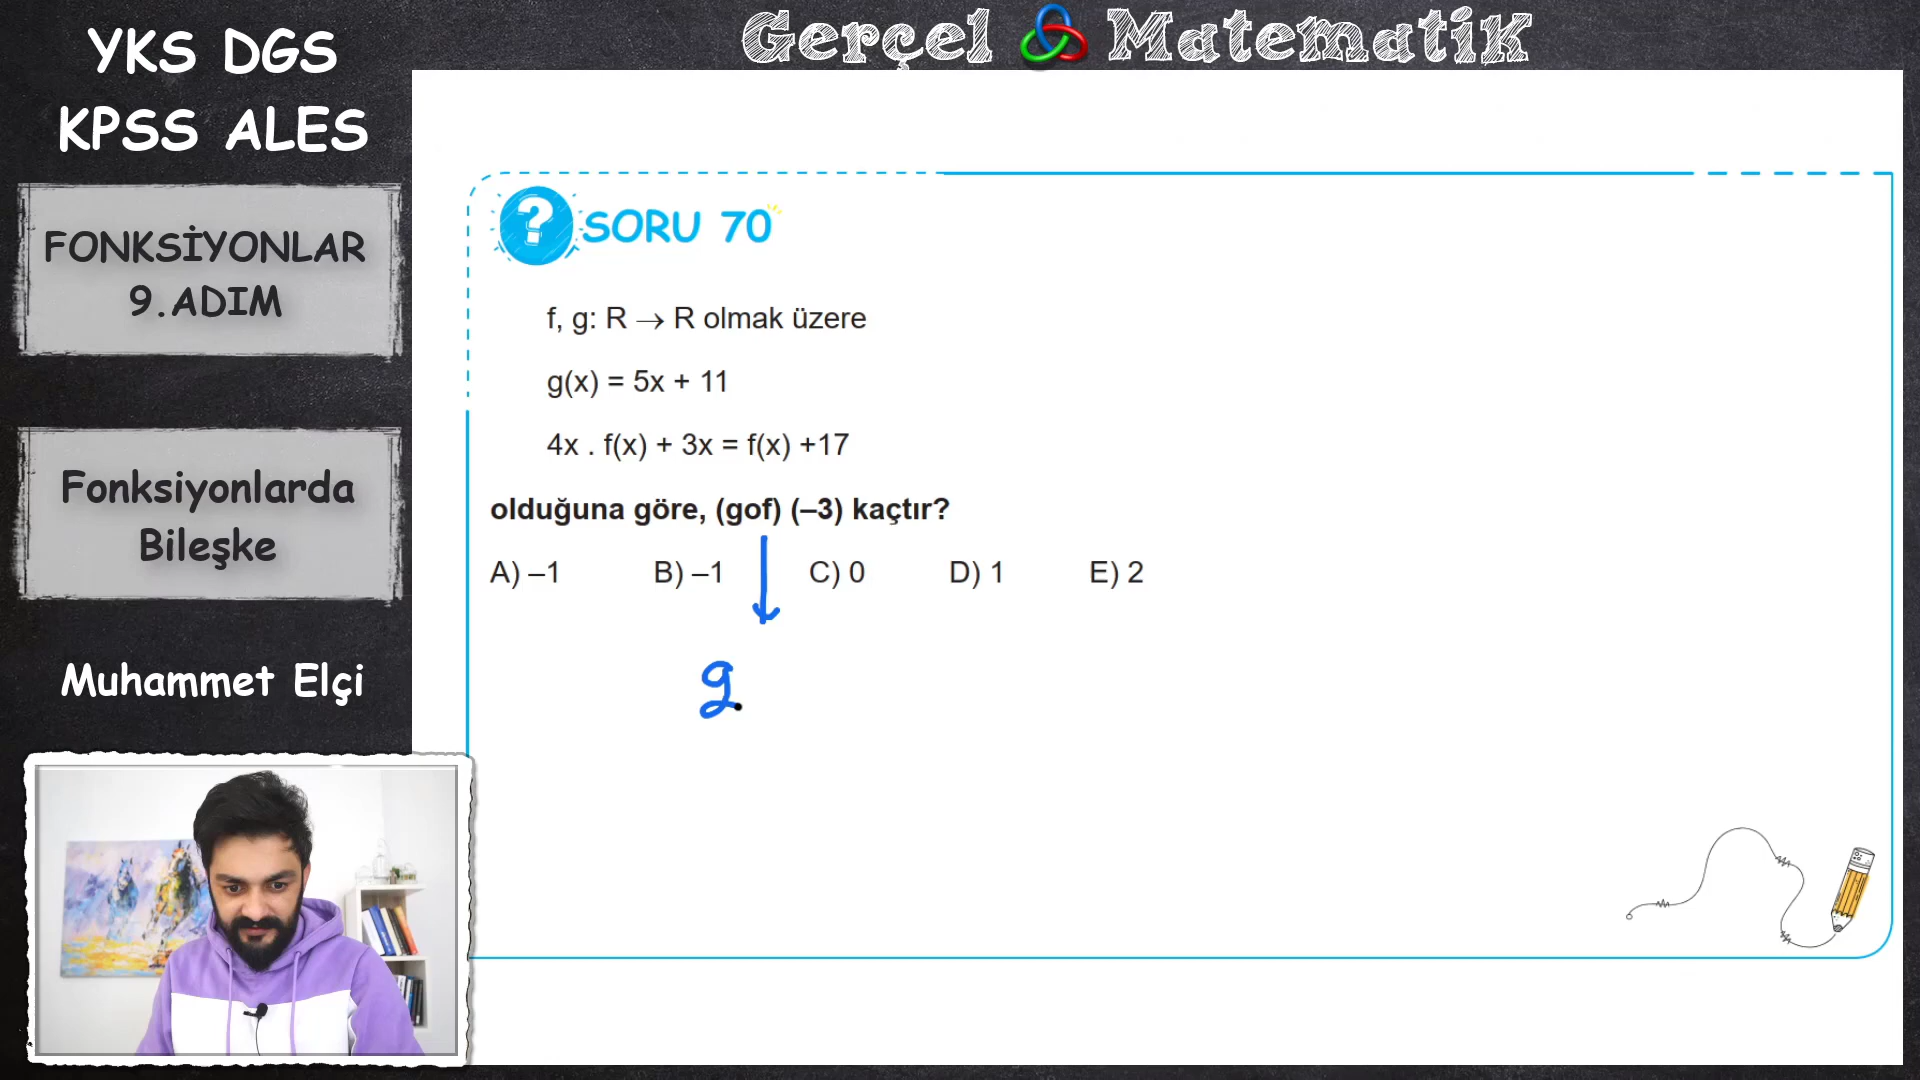 Gerçel Matematik
YKS DGS
KPSS ALES
FONKSİYONLAR
9.ADIM
Fonksiyonlarda
Bileşke
Muhammet Elçi
? SORU 70
f, g: R → R olmak üzere
g(x) = 5x + 11
4x . f(x) + 3x = f(x) +17
olduğuna göre, (gof) (–3) kaçtır?
A) –1 B) –1 C) 0 D) 1 E) 2
g